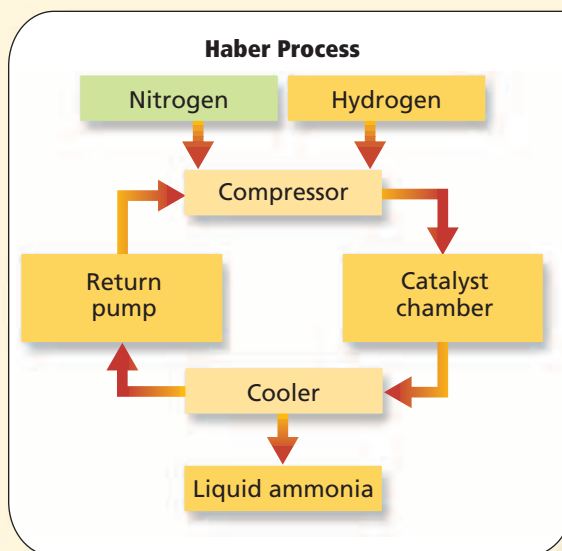 Haber Process
Nitrogen
Hydrogen
Compressor
Return
pump
Catalyst
chamber
Cooler
Liquid ammonia